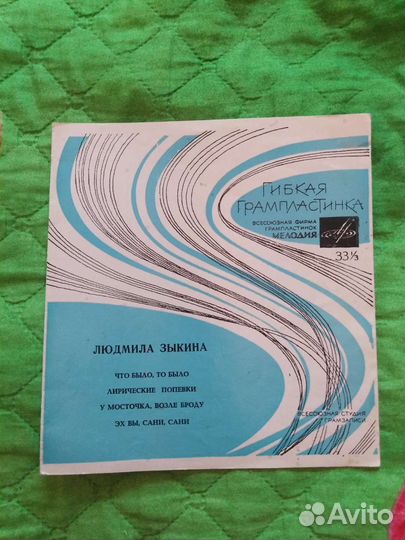 ГИБКАЯ
ГРАМПЛАСТИНКА
ВСЕСОЮЗНАЯ ФИРМА
ГРАМПЛАСТИНОК
МЕЛОДИЯ
33⅓
ЛЮДМИЛА ЗЫКИНА
ЧТО БЫЛО, ТО БЫЛО
ЛИРИЧЕСКИЕ ПОПЕВКИ
У МОСТОЧКА, ВОЗЛЕ БРОДУ
ЭХ ВЫ, САНИ, САНИ
ВСЕСОЮЗНАЯ СТУДИЯ
ГРАМЗАПИСИ
Avito